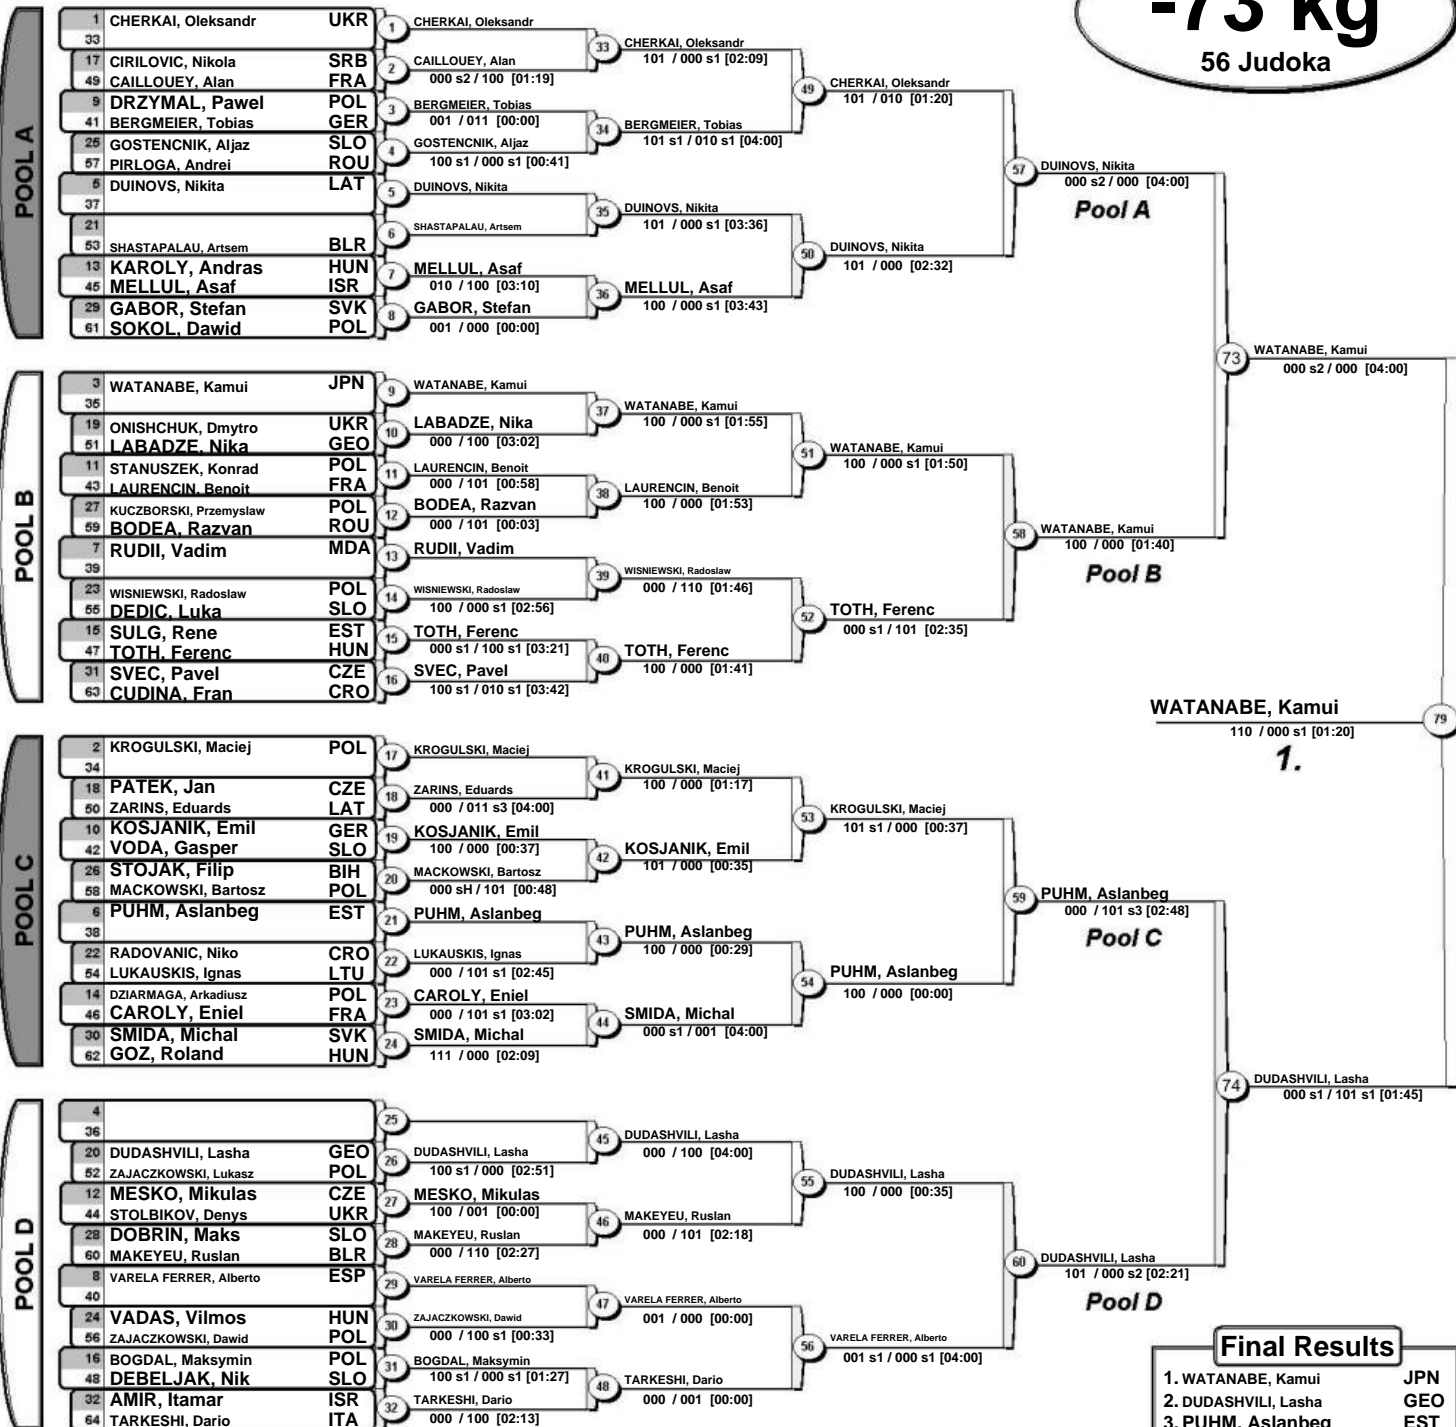 -73 kg
56 Judoka
POOL A
1 CHERKAI, Oleksandr UKR
33
17 CIRILOVIC, Nikola SRB
49 CAILLOUEY, Alan FRA
9 DRZYMAL, Pawel POL
41 BERGMEIER, Tobias GER
25 GOSTENCNIK, Aljaz SLO
57 PIRLOGA, Andrei ROU
5 DUINOVS, Nikita LAT
37
21
53 SHASTAPALAU, Artsem BLR
13 KAROLY, Andras HUN
45 MELLUL, Asaf ISR
29 GABOR, Stefan SVK
61 SOKOL, Dawid POL
1 CHERKAI, Oleksandr
2 CAILLOUEY, Alan
000 s2 / 100 [01:19]
3 BERGMEIER, Tobias
001 / 011 [00:00]
4 GOSTENCNIK, Aljaz
100 s1 / 000 s1 [00:41]
5 DUINOVS, Nikita
6 SHASTAPALAU, Artsem
7 MELLUL, Asaf
010 / 100 [03:10]
8 GABOR, Stefan
001 / 000 [00:00]
33 CHERKAI, Oleksandr
101 / 000 s1 [02:09]
34 BERGMEIER, Tobias
101 s1 / 010 s1 [04:00]
35 DUINOVS, Nikita
101 / 000 s1 [03:36]
36 MELLUL, Asaf
100 / 000 s1 [03:43]
49 CHERKAI, Oleksandr
101 / 010 [01:20]
50 DUINOVS, Nikita
101 / 000 [02:32]
57 DUINOVS, Nikita
000 s2 / 000 [04:00]
Pool A
POOL B
3 WATANABE, Kamui JPN
35
19 ONISHCHUK, Dmytro UKR
51 LABADZE, Nika GEO
11 STANUSZEK, Konrad POL
43 LAURENCIN, Benoit FRA
27 KUCZBORSKI, Przemyslaw POL
59 BODEA, Razvan ROU
7 RUDII, Vadim MDA
39
23 WISNIEWSKI, Radoslaw POL
55 DEDIC, Luka SLO
15 SULG, Rene EST
47 TOTH, Ferenc HUN
31 SVEC, Pavel CZE
63 CUDINA, Fran CRO
9 WATANABE, Kamui
10 LABADZE, Nika
000 / 100 [03:02]
11 LAURENCIN, Benoit
000 / 101 [00:58]
12 BODEA, Razvan
000 / 101 [00:03]
13 RUDII, Vadim
14 WISNIEWSKI, Radoslaw
100 / 000 s1 [02:56]
15 TOTH, Ferenc
000 s1 / 100 s1 [03:21]
16 SVEC, Pavel
100 s1 / 010 s1 [03:42]
37 WATANABE, Kamui
100 / 000 s1 [01:55]
38 LAURENCIN, Benoit
100 / 000 [01:53]
39 WISNIEWSKI, Radoslaw
000 / 110 [01:46]
40 TOTH, Ferenc
100 / 000 [01:41]
51 WATANABE, Kamui
100 / 000 s1 [01:50]
52 TOTH, Ferenc
000 s1 / 101 [02:35]
58 WATANABE, Kamui
100 / 000 [01:40]
Pool B
73 WATANABE, Kamui
000 s2 / 000 [04:00]
WATANABE, Kamui 79
110 / 000 s1 [01:20]
1.
POOL C
2 KROGULSKI, Maciej POL
34
18 PATEK, Jan CZE
50 ZARINS, Eduards LAT
10 KOSJANIK, Emil GER
42 VODA, Gasper SLO
26 STOJAK, Filip BIH
58 MACKOWSKI, Bartosz POL
6 PUHM, Aslanbeg EST
38
22 RADOVANIC, Niko CRO
54 LUKAUSKIS, Ignas LTU
14 DZIARMAGA, Arkadiusz POL
46 CAROLY, Eniel FRA
30 SMIDA, Michal SVK
62 GOZ, Roland HUN
17 KROGULSKI, Maciej
18 ZARINS, Eduards
000 / 011 s3 [04:00]
19 KOSJANIK, Emil
100 / 000 [00:37]
20 MACKOWSKI, Bartosz
000 sH / 101 [00:48]
21 PUHM, Aslanbeg
22 LUKAUSKIS, Ignas
000 / 101 s1 [02:45]
23 CAROLY, Eniel
000 / 101 s1 [03:02]
24 SMIDA, Michal
111 / 000 [02:09]
41 KROGULSKI, Maciej
100 / 000 [01:17]
42 KOSJANIK, Emil
101 / 000 [00:35]
43 PUHM, Aslanbeg
100 / 000 [00:29]
44 SMIDA, Michal
000 s1 / 001 [04:00]
53 KROGULSKI, Maciej
101 s1 / 000 [00:37]
54 PUHM, Aslanbeg
100 / 000 [00:00]
59 PUHM, Aslanbeg
000 / 101 s3 [02:48]
Pool C
POOL D
4
36
20 DUDASHVILI, Lasha GEO
52 ZAJACZKOWSKI, Lukasz POL
12 MESKO, Mikulas CZE
44 STOLBIKOV, Denys UKR
28 DOBRIN, Maks SLO
60 MAKEYEU, Ruslan BLR
8 VARELA FERRER, Alberto ESP
40
24 VADAS, Vilmos HUN
56 ZAJACZKOWSKI, Dawid POL
16 BOGDAL, Maksymin POL
48 DEBELJAK, Nik SLO
32 AMIR, Itamar ISR
64 TARKESHI, Dario ITA
25
26 DUDASHVILI, Lasha
100 s1 / 000 [02:51]
27 MESKO, Mikulas
100 / 001 [00:00]
28 MAKEYEU, Ruslan
000 / 110 [02:27]
29 VARELA FERRER, Alberto
30 ZAJACZKOWSKI, Dawid
000 / 100 s1 [00:33]
31 BOGDAL, Maksymin
100 s1 / 000 s1 [01:27]
32 TARKESHI, Dario
000 / 100 [02:13]
45 DUDASHVILI, Lasha
000 / 100 [04:00]
46 MAKEYEU, Ruslan
000 / 101 [02:18]
47 VARELA FERRER, Alberto
001 / 000 [00:00]
48 TARKESHI, Dario
000 / 001 [00:00]
55 DUDASHVILI, Lasha
100 / 000 [00:35]
56 VARELA FERRER, Alberto
001 s1 / 000 s1 [04:00]
60 DUDASHVILI, Lasha
101 / 000 s2 [02:21]
Pool D
74 DUDASHVILI, Lasha
000 s1 / 101 s1 [01:45]
Final Results
1. WATANABE, Kamui JPN
2. DUDASHVILI, Lasha GEO
3. PUHM, Aslanbeg EST